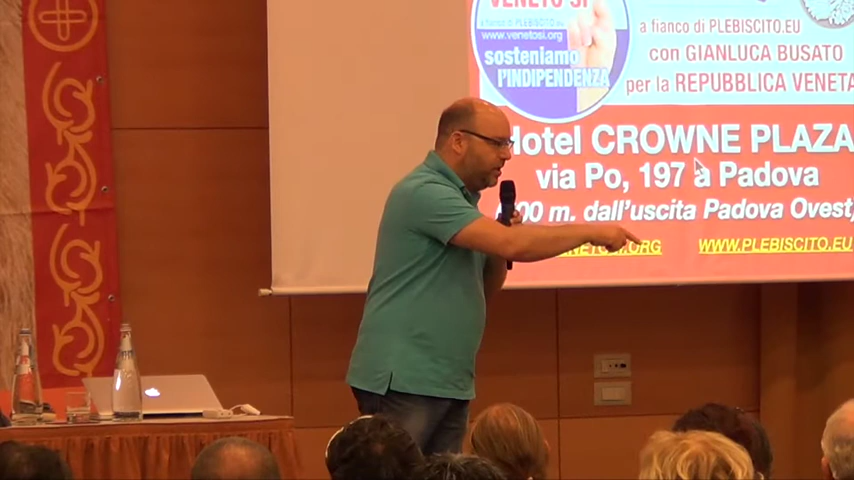 VENETO SI
a fianco di PLEBISCITO.EU
www.venetosi.org
sosteniamo
l'INDIPENDENZA
a fianco di PLEBISCITO.EU
con GIANLUCA BUSATO
per la REPUBBLICA VENETA
Hotel CROWNE PLAZA
via Po, 197 a Padova
m. dall'uscita Padova Ovest
WWW.PLEBISCITO.EU